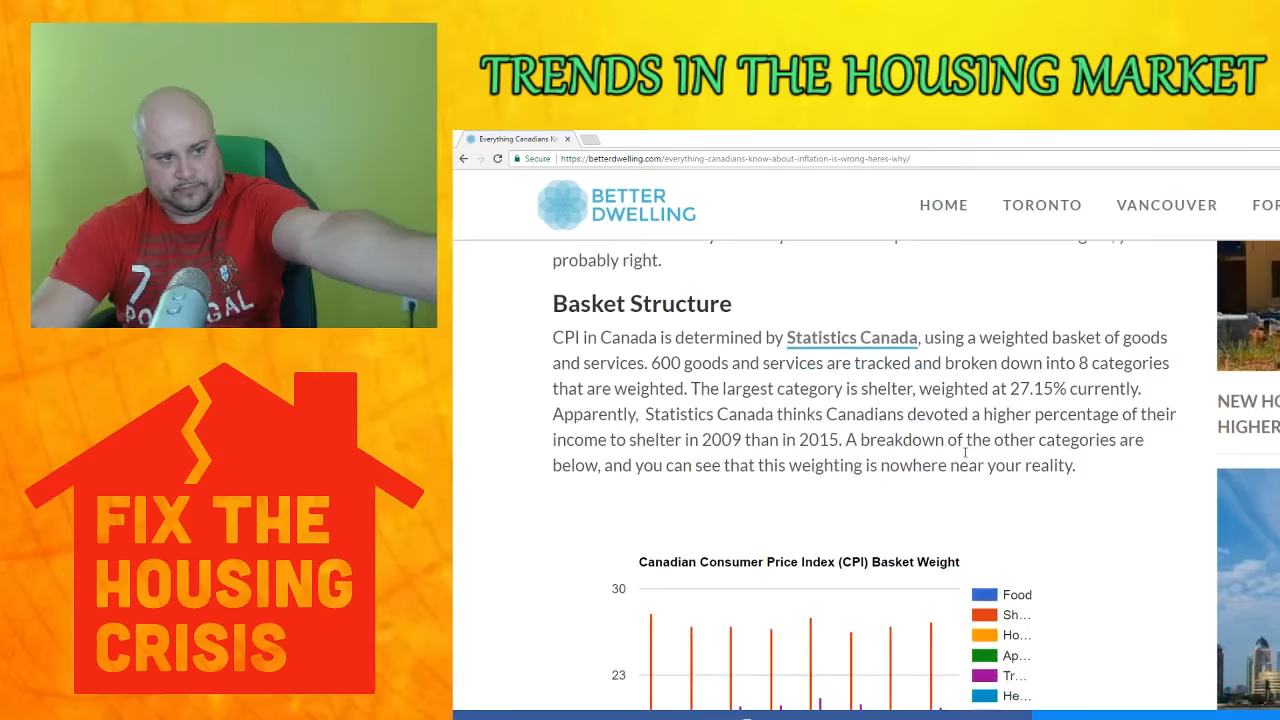 TRENDS IN THE HOUSING MARKET
Everything Canadians Kn
Secure
https://betterdwelling.com/everything-canadians-know-about-inflation-is-wrong-heres-why/
BETTER
DWELLING
HOME
TORONTO
VANCOUVER
FOR
probably right.
Basket Structure
CPI in Canada is determined by Statistics Canada, using a weighted basket of goods
and services. 600 goods and services are tracked and broken down into 8 categories
that are weighted. The largest category is shelter, weighted at 27.15% currently.
Apparently, Statistics Canada thinks Canadians devoted a higher percentage of their
income to shelter in 2009 than in 2015. A breakdown of the other categories are
below, and you can see that this weighting is nowhere near your reality.
NEW HO
HIGHER
Canadian Consumer Price Index (CPI) Basket Weight
30
23
Food
Sh...
Ho...
Ap...
Tr...
He...
7
PORTUGAL
FIX THE
HOUSING
CRISIS